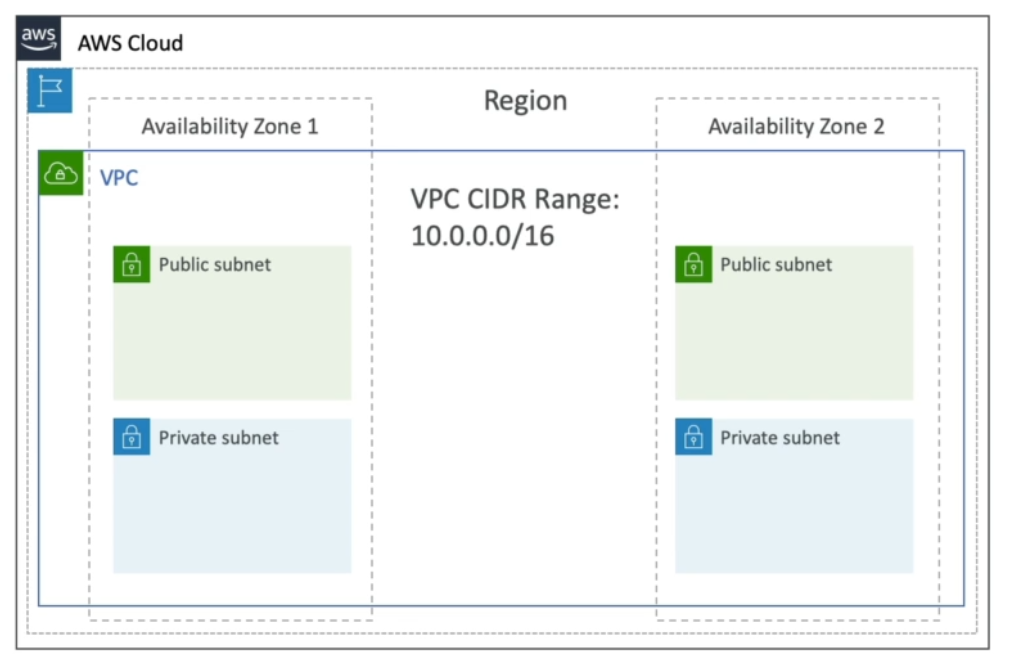 aws
AWS Cloud
Region
Availability Zone 1
Availability Zone 2
VPC
VPC CIDR Range:
10.0.0.0/16
Public subnet
Public subnet
Private subnet
Private subnet